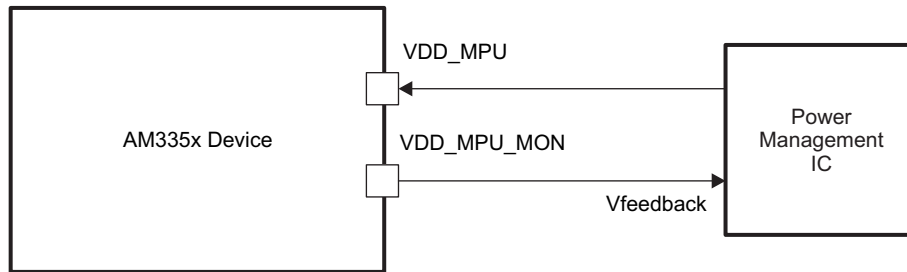 VDD_MPU
AM335x Device
Power
Management
IC
VDD_MPU_MON
Vfeedback